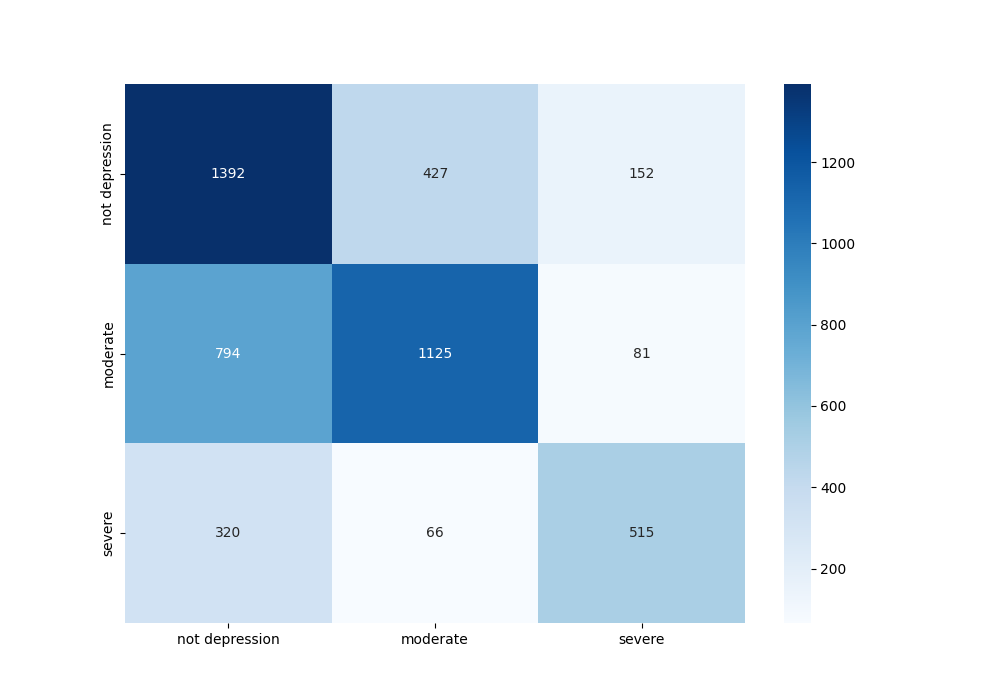 not depression 1392 427 152
moderate 794 1125 81
severe 320 66 515
not depression moderate severe
1200
1000
800
600
400
200